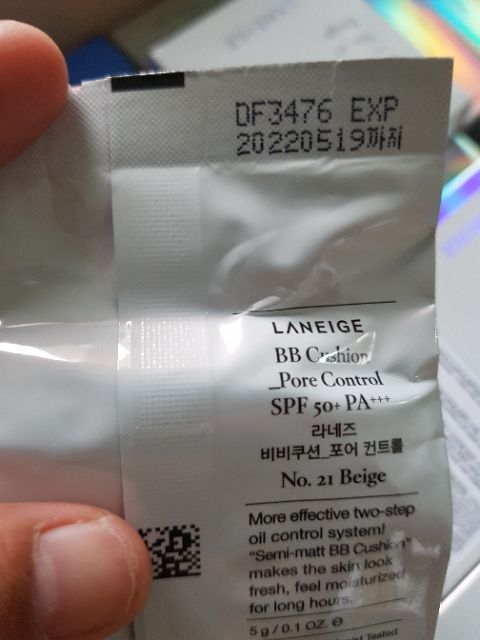 DF3476 EXP
20220519까지
LANEIGE
BB Cushion
_Pore Control
SPF 50+ PA+++
라네즈
비비쿠션_포어 컨트롤
No. 21 Beige
More effective two-step
oil control system!
"Semi-matt BB Cushion"
makes the skin look
fresh, feel moisturized
for long hours.
5 g / 0.1 OZ. ℮
Tested